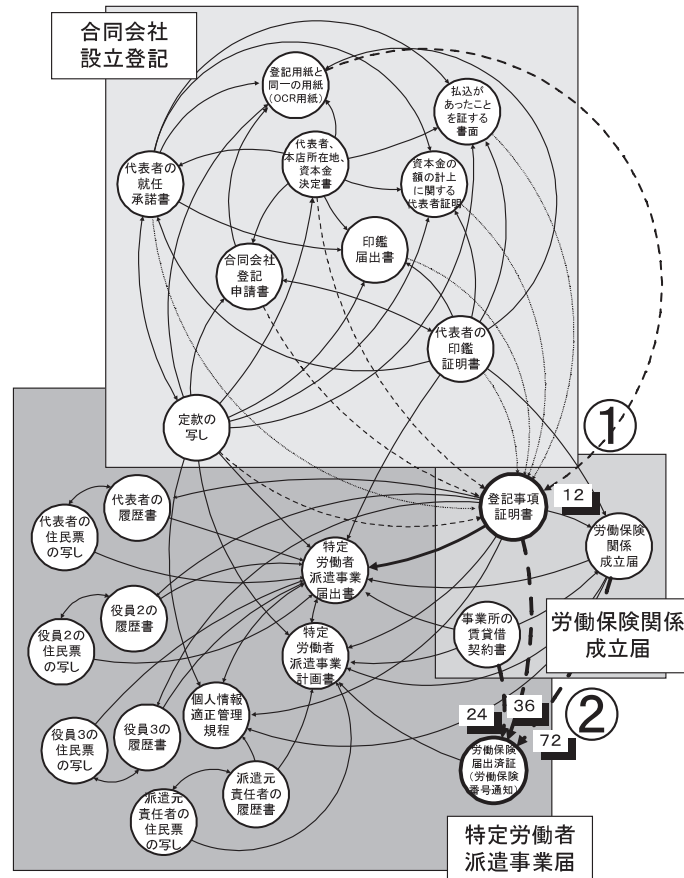 合同会社
設立登記
登記用紙と
同一の用紙
(OCR用紙)
払込が
あったこと
を証する
書面
代表者、
本店所在地、
資本金
決定書
代表者の
就任
承諾書
資本金の
額の計上
に関する
代表者証明
印鑑
届出書
合同会社
登記
申請書
代表者の
印鑑
証明書
定款の
写し
①
代表者の
履歴書
登記事項
証明書
12
代表者の
住民票
の写し
労働保険
関係
成立届
特定
労働者
派遣事業
届出書
役員2の
履歴書
事業所の
賃貸借
契約書
労働保険関係
成立届
役員2の
住民票
の写し
特定
労働者
派遣事業
計画書
個人情報
適正管理
規程
24
36
②
72
役員3の
住民票
の写し
役員3の
履歴書
労働保険
届出済証
(労働保険
番号通知)
派遣元
責任者の
履歴書
派遣元
責任者の
住民票
の写し
特定労働者
派遣事業届